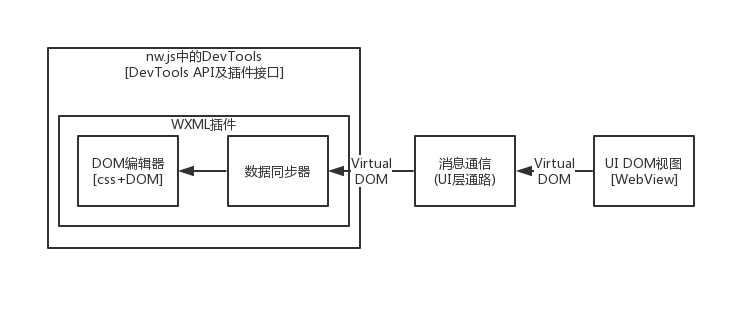 nw.js中的DevTools
[DevTools API及插件接口]
WXML插件
DOM编辑器
[css+DOM]
数据同步器
Virtual
DOM
消息通信
(UI层通路)
Virtual
DOM
UI DOM视图
[WebView]